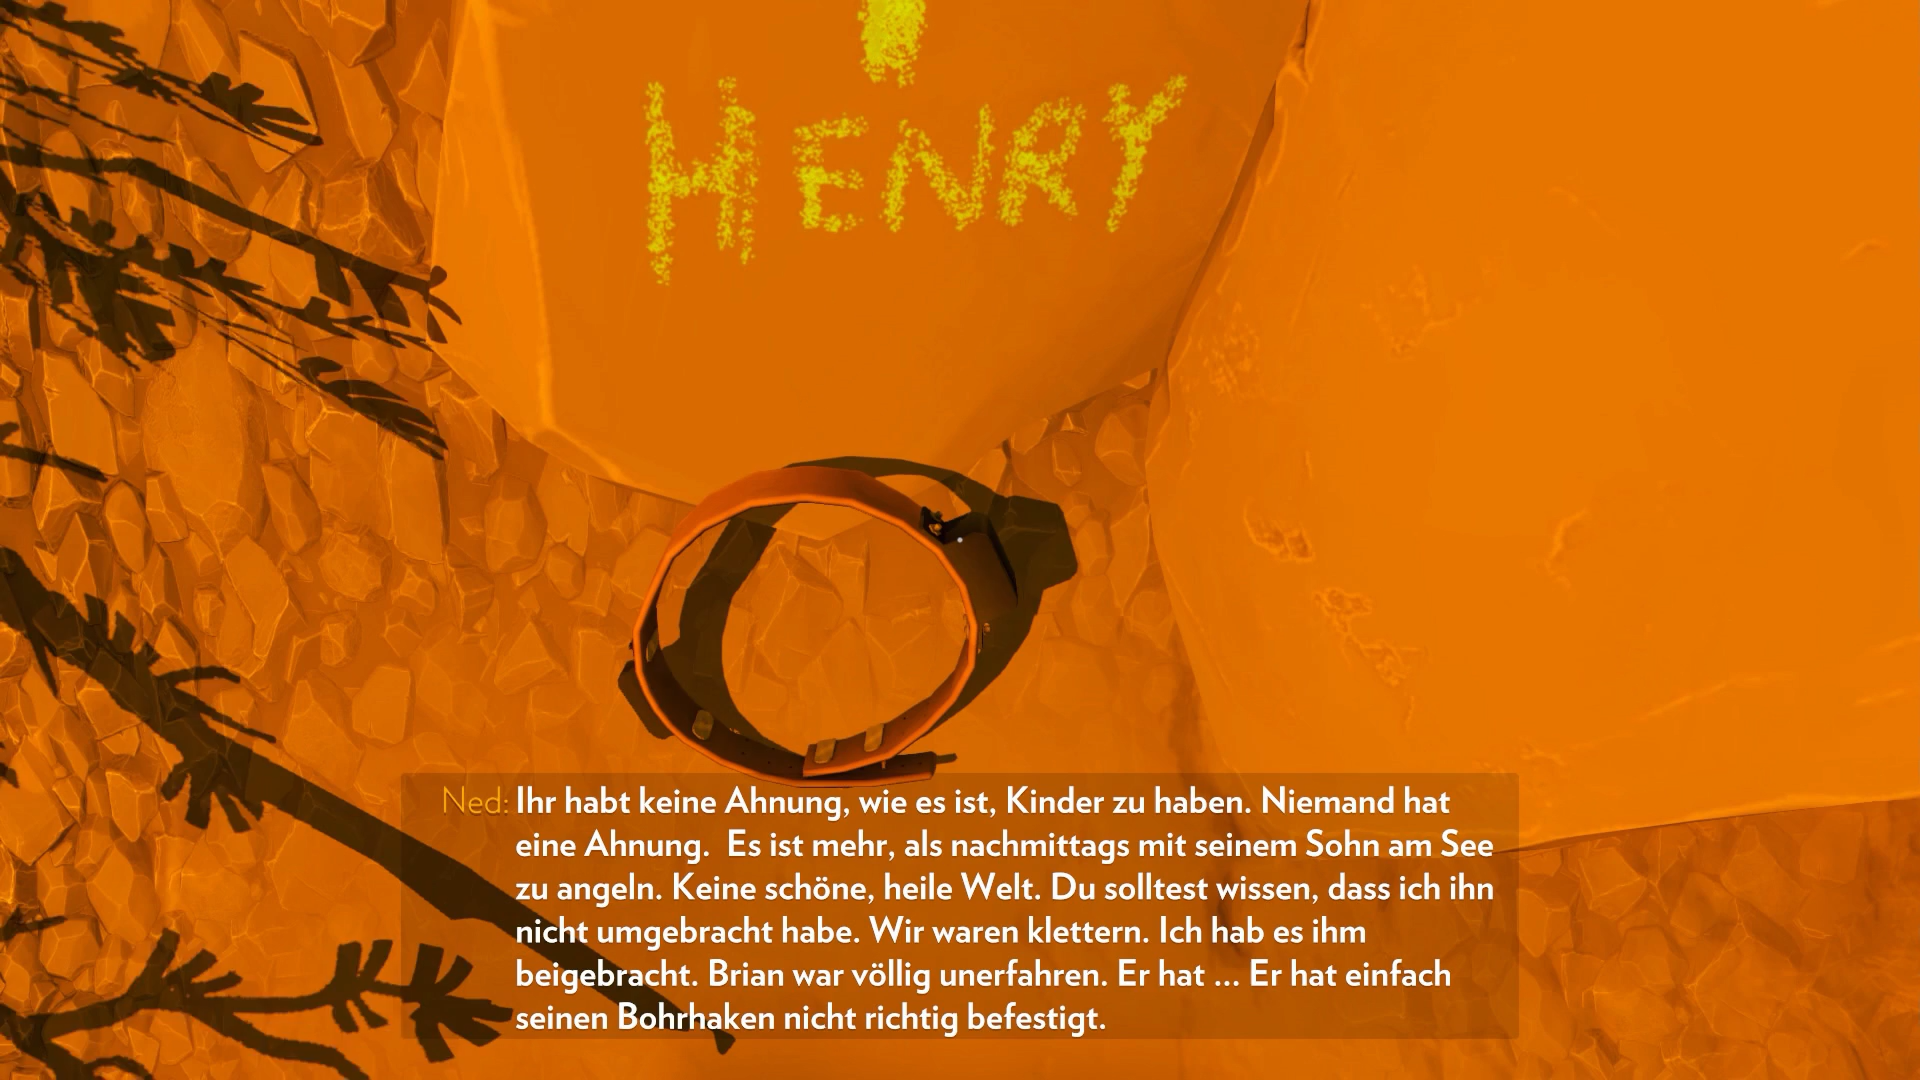 HENRY
Ned: Ihr habt keine Ahnung, wie es ist, Kinder zu haben. Niemand hat
eine Ahnung.  Es ist mehr, als nachmittags mit seinem Sohn am See
zu angeln. Keine schöne, heile Welt. Du solltest wissen, dass ich ihn
nicht umgebracht habe. Wir waren klettern. Ich hab es ihm
beigebracht. Brian war völlig unerfahren. Er hat ... Er hat einfach
seinen Bohrhaken nicht richtig befestigt.